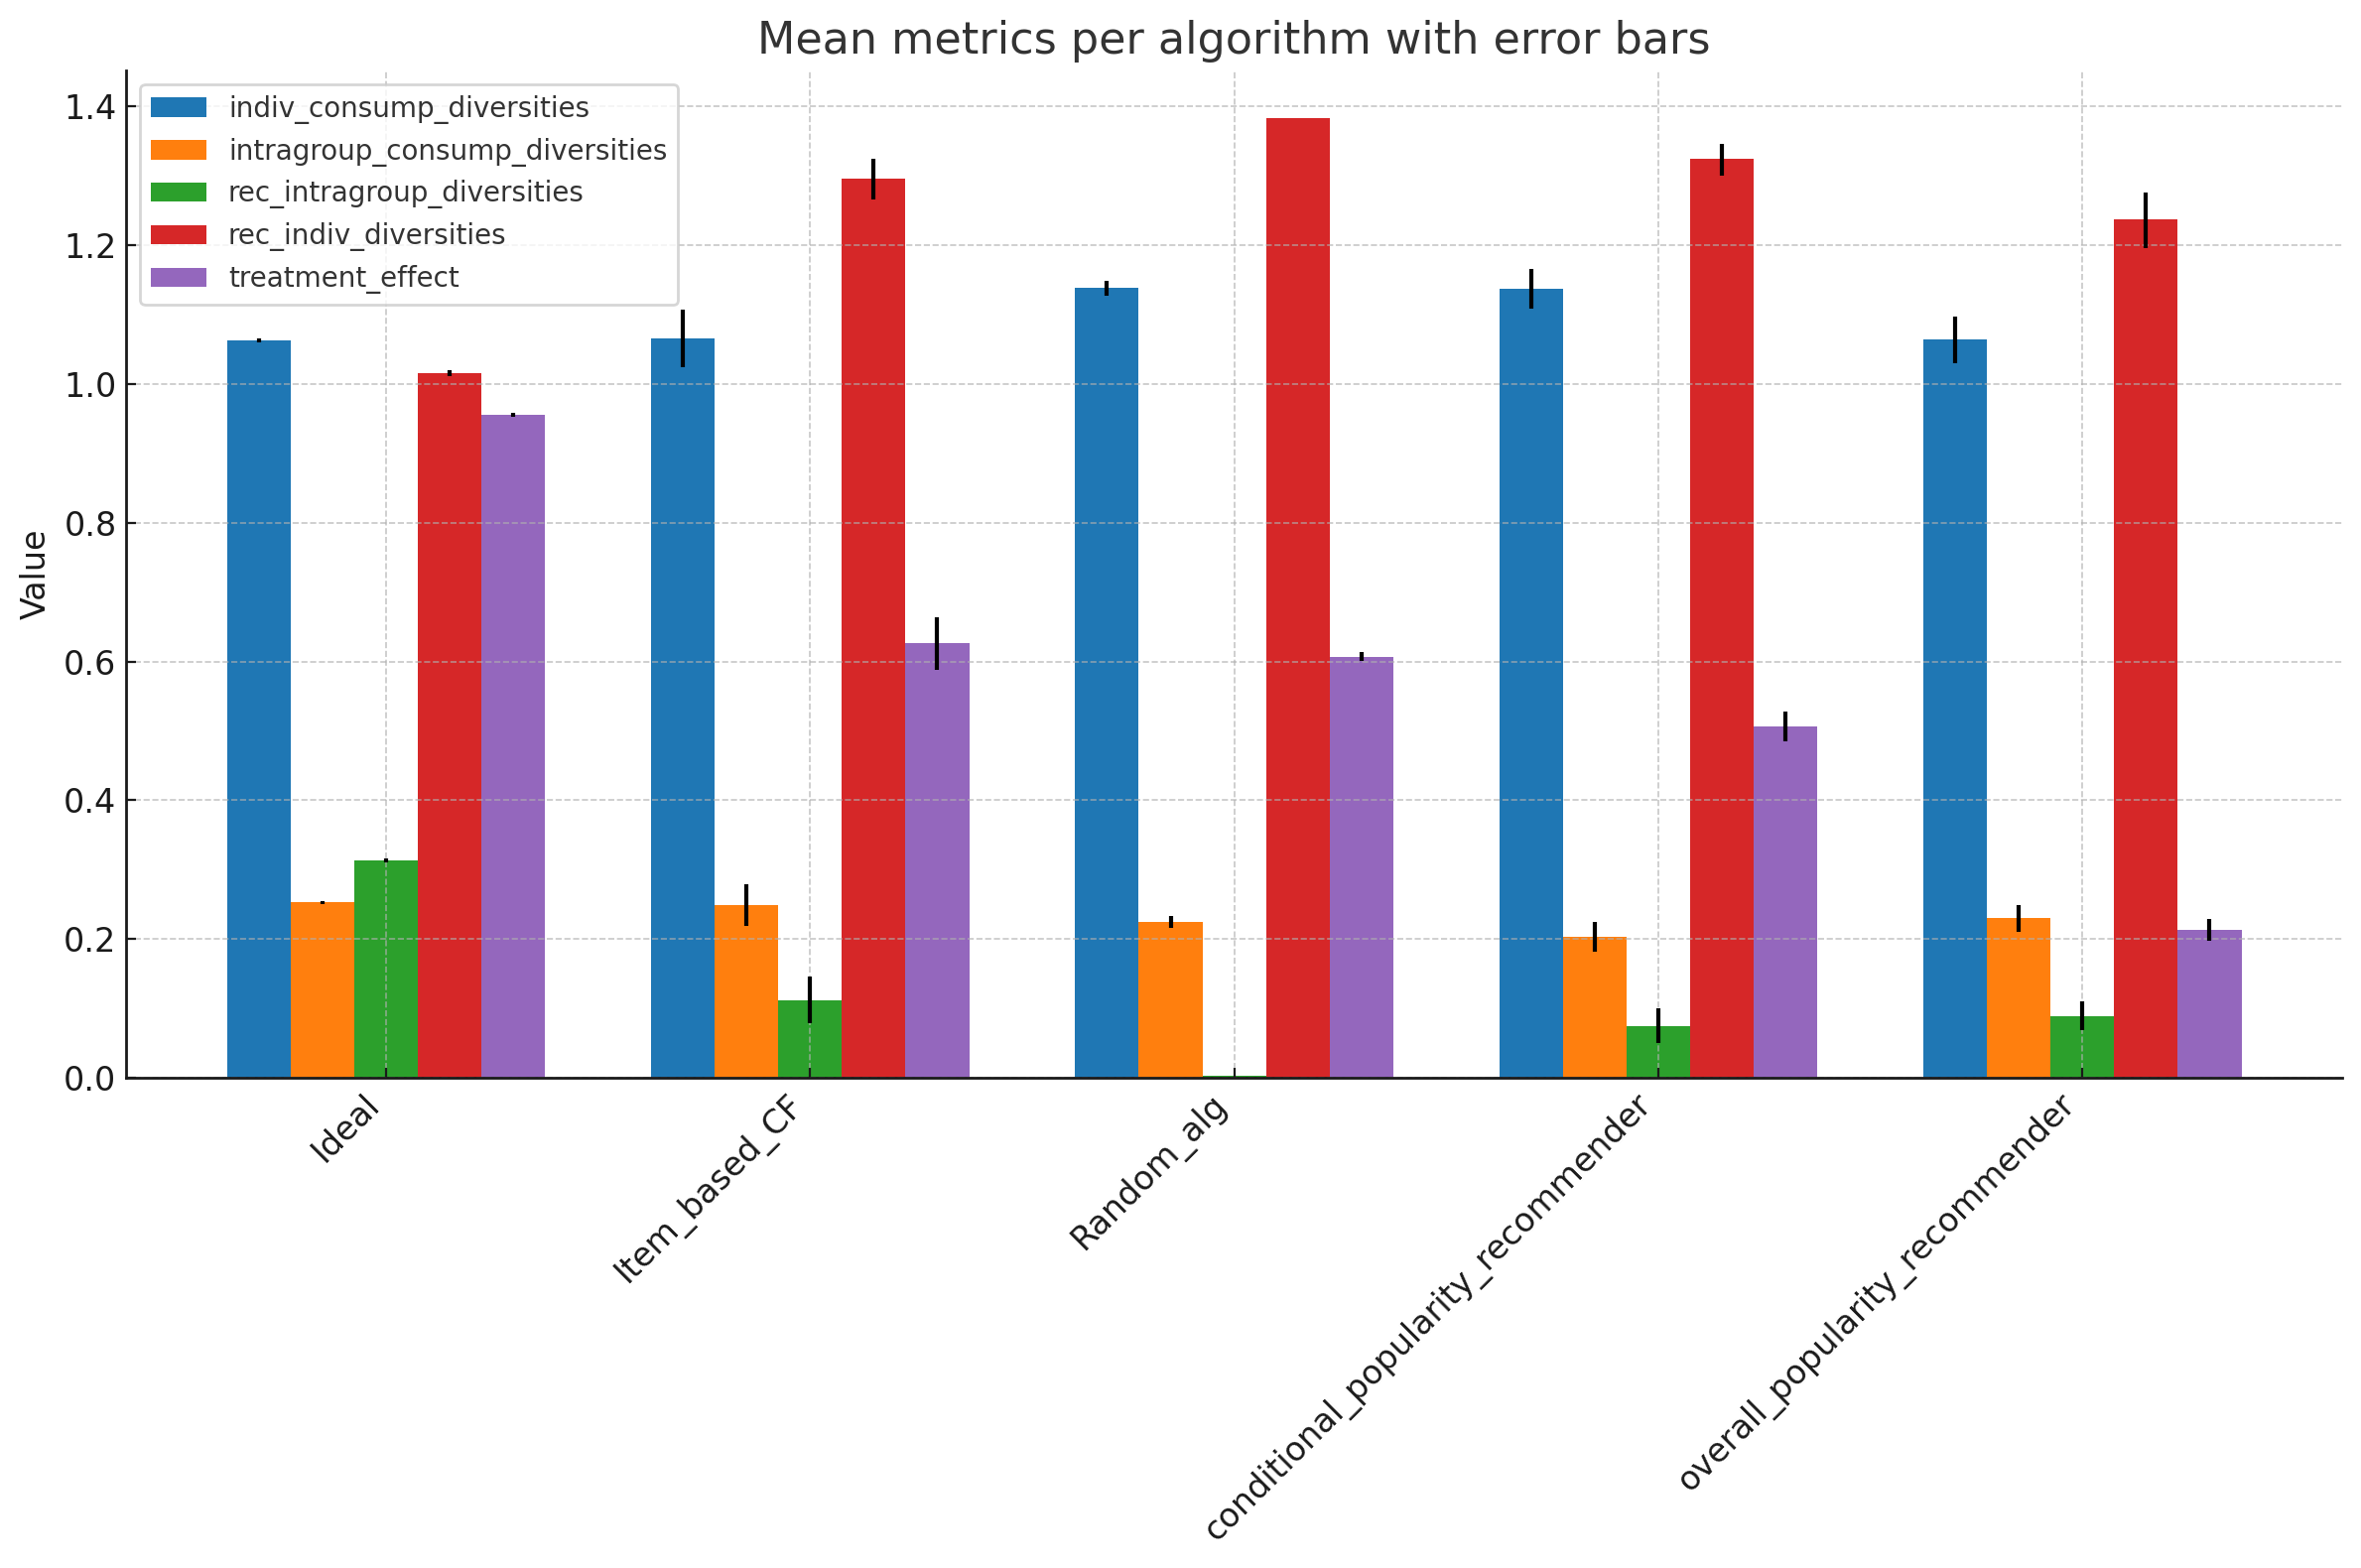 Mean metrics per algorithm with error bars
indiv_consump_diversities
intragroup_consump_diversities
rec_intragroup_diversities
rec_indiv_diversities
treatment_effect
Value
1.4
1.2
1.0
0.8
0.6
0.4
0.2
0.0
Ideal
Item_based_CF
Random_alg
conditional_popularity_recommender
overall_popularity_recommender